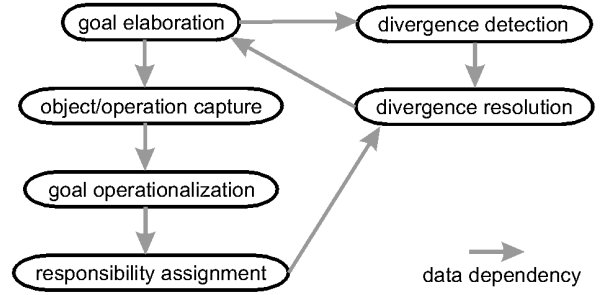 goal elaboration
divergence detection
object/operation capture
divergence resolution
goal operationalization
responsibility assignment
data dependency